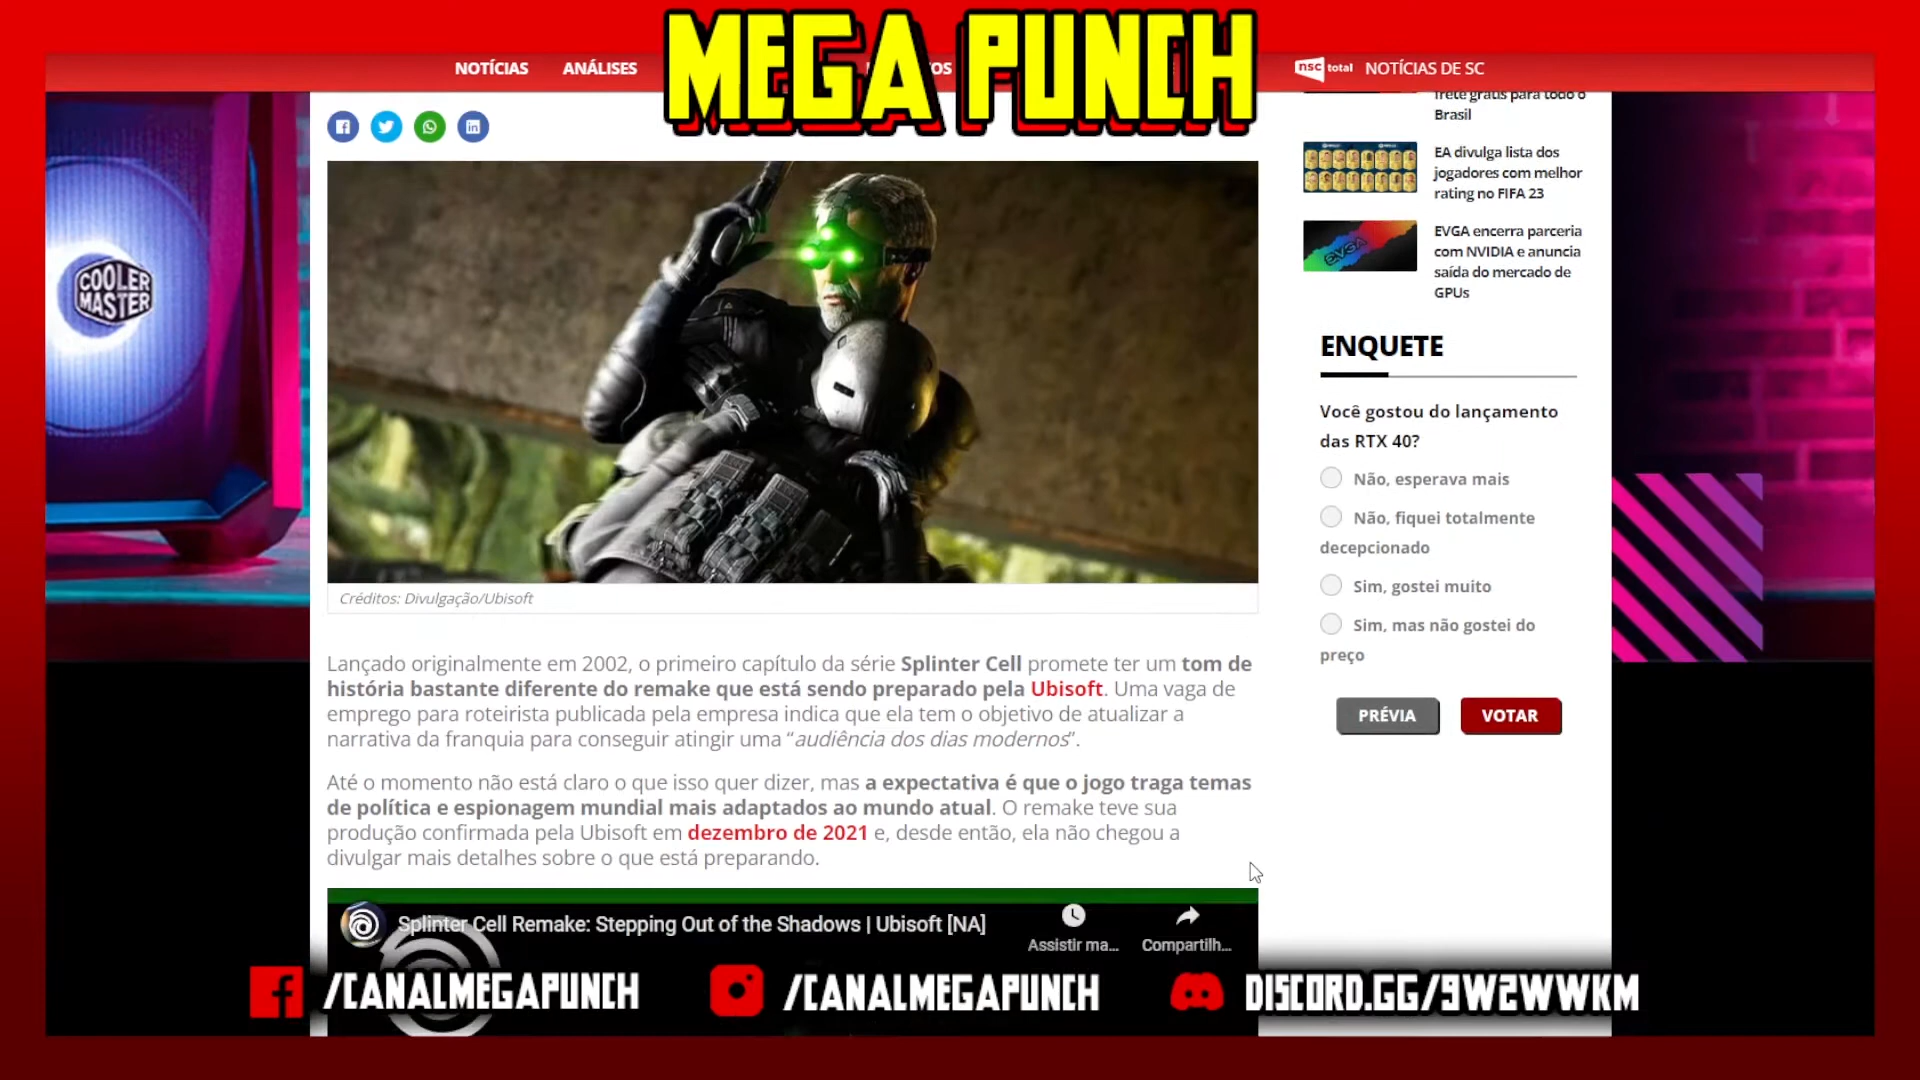 MEGA PUNCH
NOTÍCIAS
ANÁLISES
nsc total
NOTÍCIAS DE SC
frete grátis para todo o
Brasil
EA divulga lista dos
jogadores com melhor
rating no FIFA 23
EVGA
EVGA encerra parceria
com NVIDIA e anuncia
saída do mercado de
GPUs
COOLER
MASTER
ENQUETE
Você gostou do lançamento
das RTX 40?
Não, esperava mais
Não, fiquei totalmente
decepcionado
Sim, gostei muito
Sim, mas não gostei do
preço
PRÉVIA
VOTAR
Créditos: Divulgação/Ubisoft
Lançado originalmente em 2002, o primeiro capítulo da série Splinter Cell promete ter um tom de
história bastante diferente do remake que está sendo preparado pela Ubisoft. Uma vaga de
emprego para roteirista publicada pela empresa indica que ela tem o objetivo de atualizar a
narrativa da franquia para conseguir atingir uma “audiência dos dias modernos”.
Até o momento não está claro o que isso quer dizer, mas a expectativa é que o jogo traga temas
de política e espionagem mundial mais adaptados ao mundo atual. O remake teve sua
produção confirmada pela Ubisoft em dezembro de 2021 e, desde então, ela não chegou a
divulgar mais detalhes sobre o que está preparando.
Splinter Cell Remake: Stepping Out of the Shadows | Ubisoft [NA]
Assistir ma...
Compartilh...
/CANALMEGAPUNCH
/CANALMEGAPUNCH
DISCORD.GG/9W2WWKM